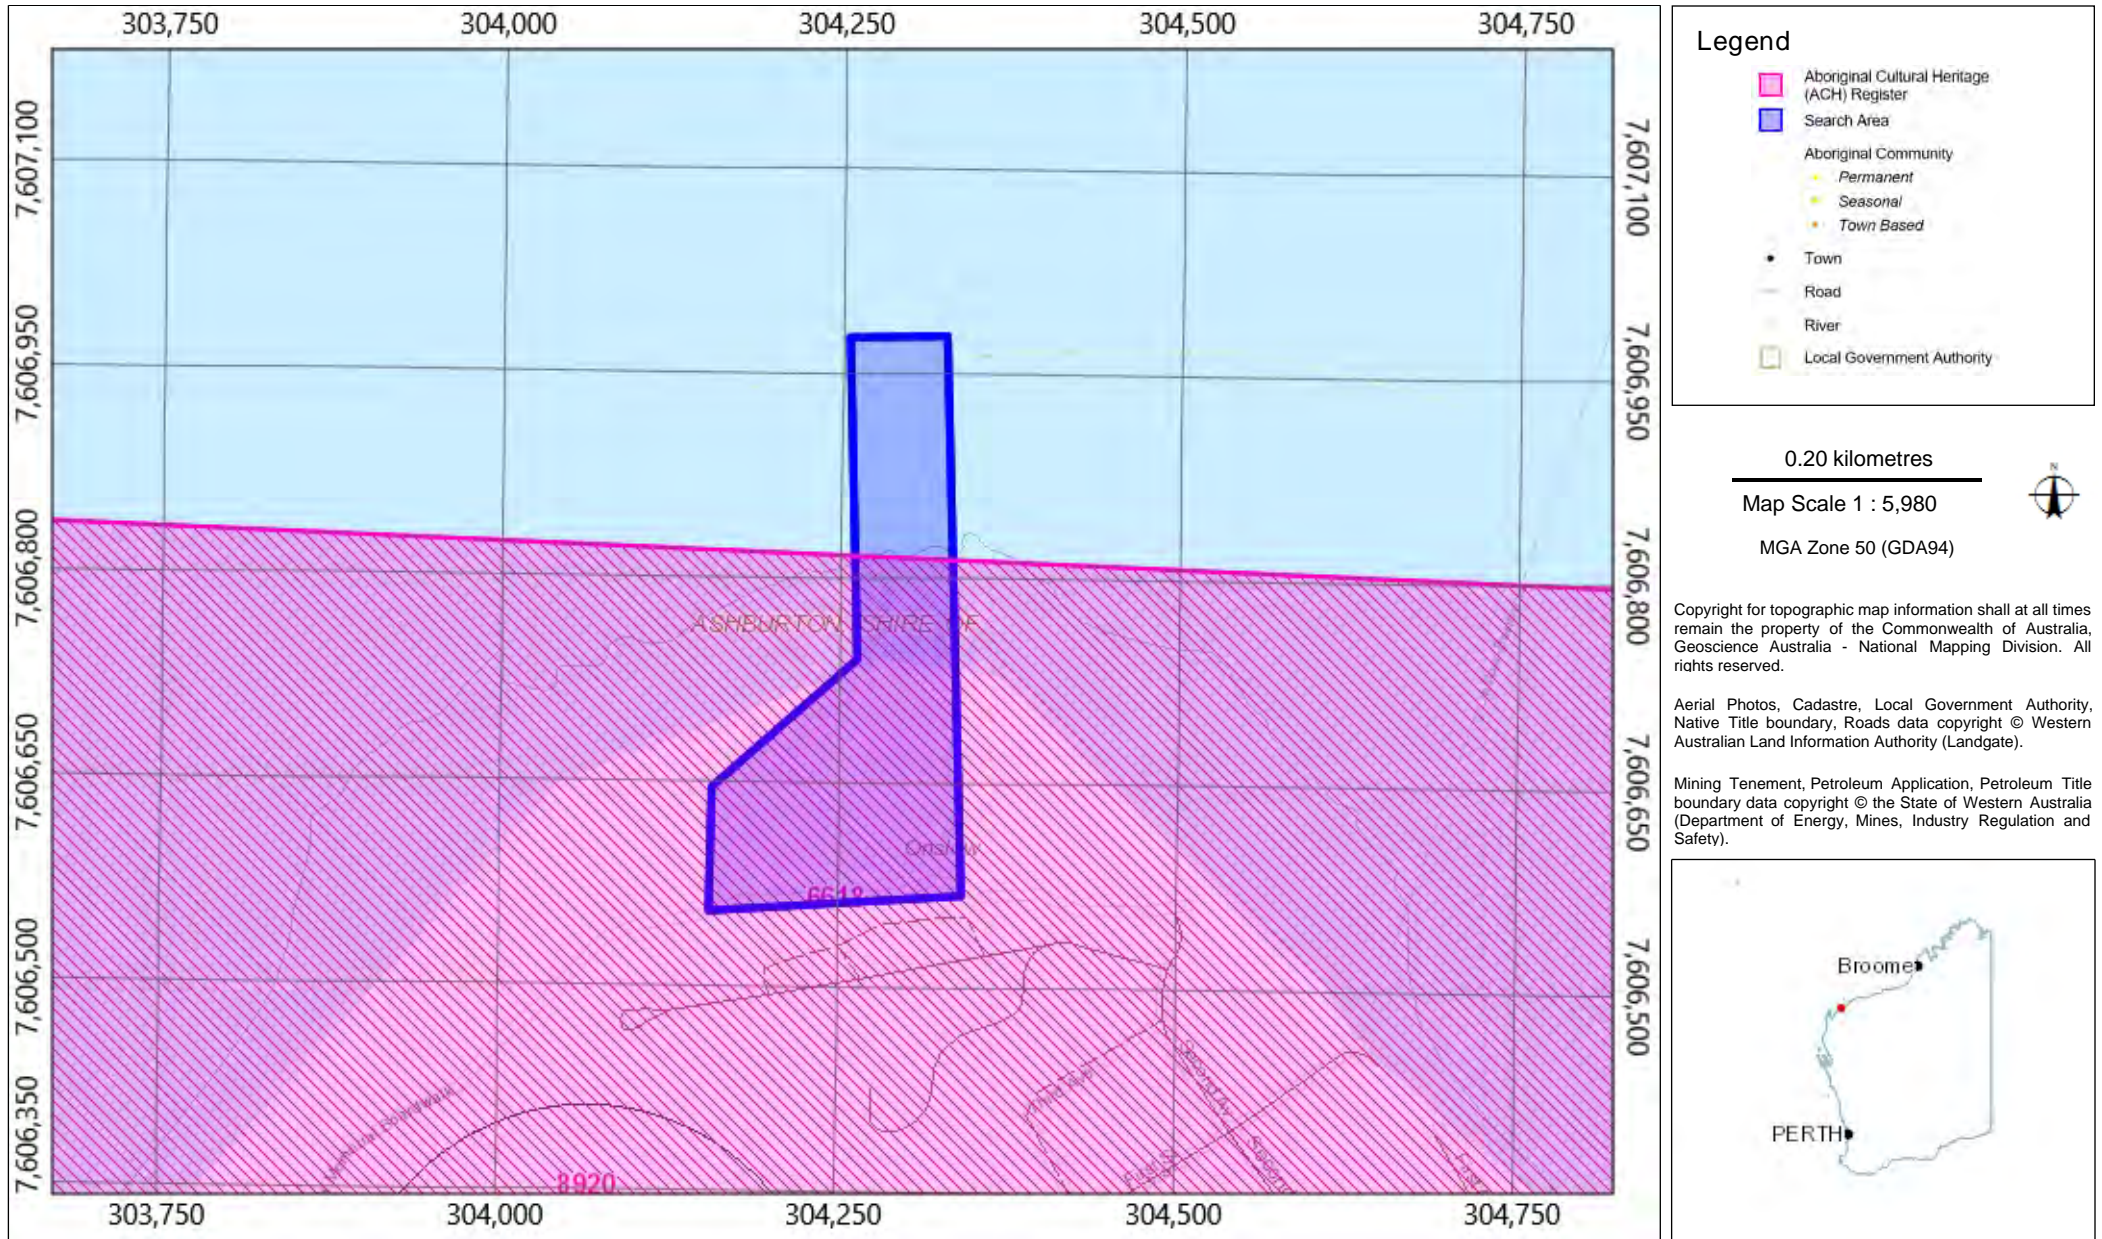 303,750
304,000
304,250
304,500
304,750
7,607,100
7,606,950
7,606,800
7,606,650
7,606,500
7,606,350
7,607,100
7,606,950
7,606,800
7,606,650
7,606,500
ASHBURTON, SHIRE OF
Onslow
6618
Boardwalk
Third Ave
Second Av
Second
First
8920
303,750
304,000
304,250
304,500
304,750
Legend
Aboriginal Cultural Heritage
(ACH) Register
Search Area
Aboriginal Community
Permanent
Seasonal
Town Based
Town
Road
River
Local Government Authority
0.20 kilometres
Map Scale 1 : 5,980
MGA Zone 50 (GDA94)
N
Copyright for topographic map information shall at all times
remain the property of the Commonwealth of Australia,
Geoscience Australia - National Mapping Division. All
rights reserved.
Aerial Photos, Cadastre, Local Government Authority,
Native Title boundary, Roads data copyright © Western
Australian Land Information Authority (Landgate).
Mining Tenement, Petroleum Application, Petroleum Title
boundary data copyright © the State of Western Australia
(Department of Energy, Mines, Industry Regulation and
Safety).
Broome
PERTH